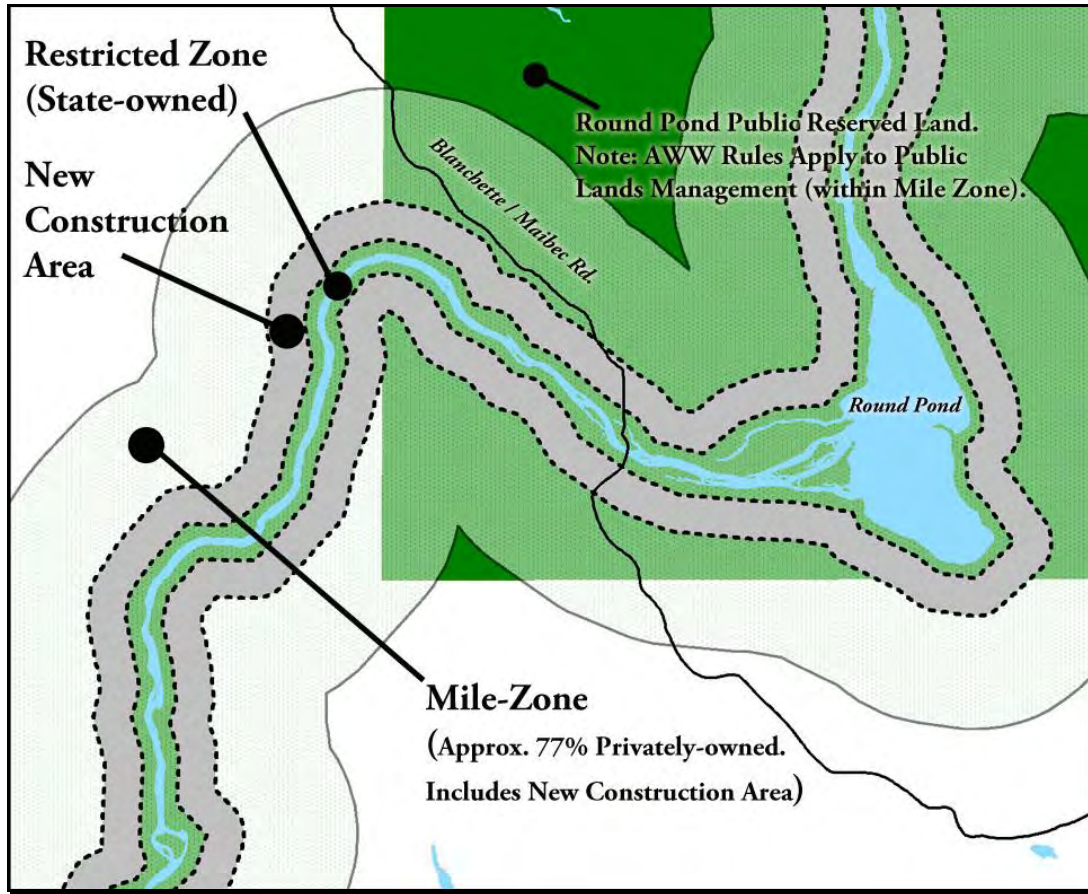 Restricted Zone
(State-owned)
New
Construction
Area
Round Pond Public Reserved Land.
Note: AWW Rules Apply to Public
Lands Management (within Mile Zone).
Blanchette / Maibec Rd.
Round Pond
Mile-Zone
(Approx. 77% Privately-owned.
Includes New Construction Area)